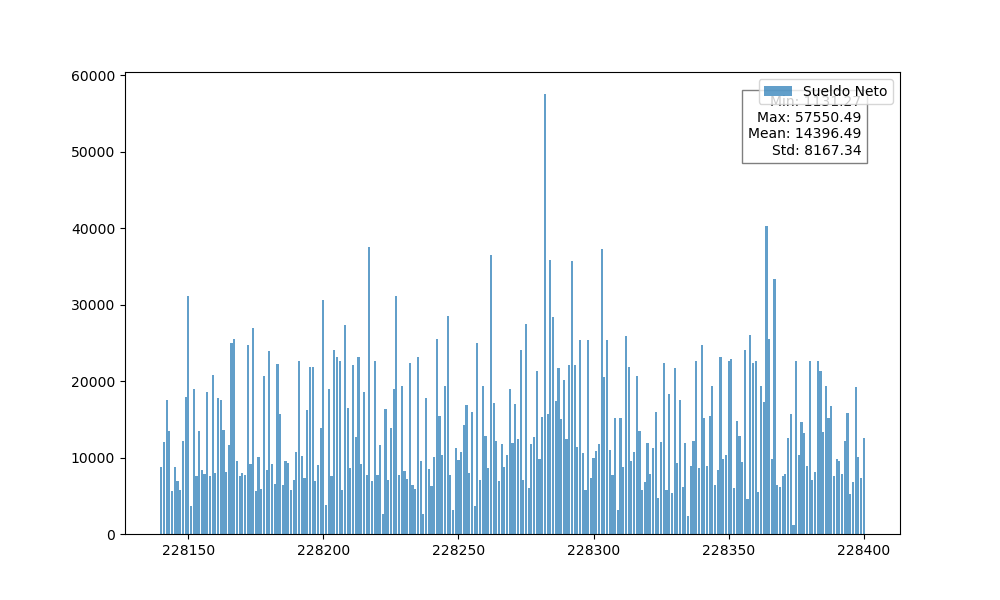 60000
50000
40000
30000
20000
10000
0
Sueldo Neto
Min: 1131.27
Max: 57550.49
Mean: 14396.49
Std: 8167.34
228150
228200
228250
228300
228350
228400